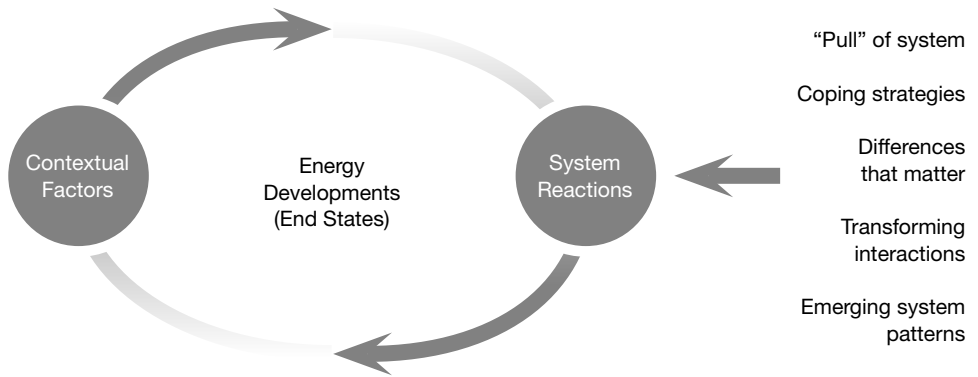 Contextual
Factors
Energy
Developments
(End States)
System
Reactions
“Pull” of system
Coping strategies
Differences
that matter
Transforming
interactions
Emerging system
patterns